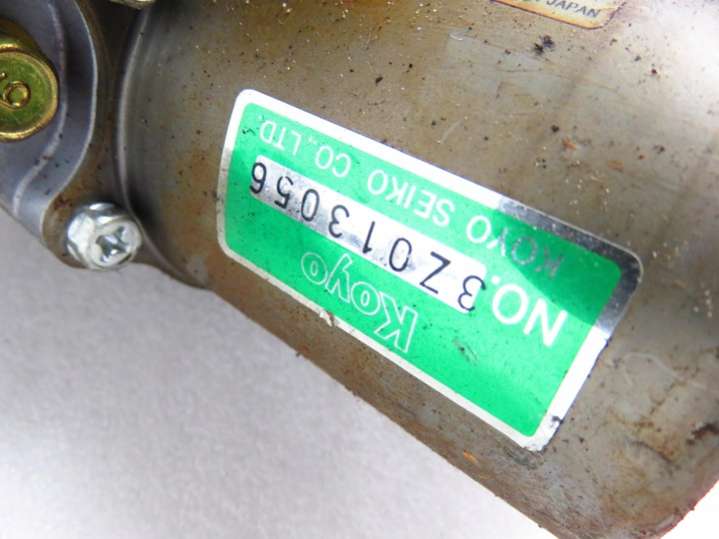 Koyo
NO.3Z013056
KOYO SEIKO CO.,LTD
JAPAN